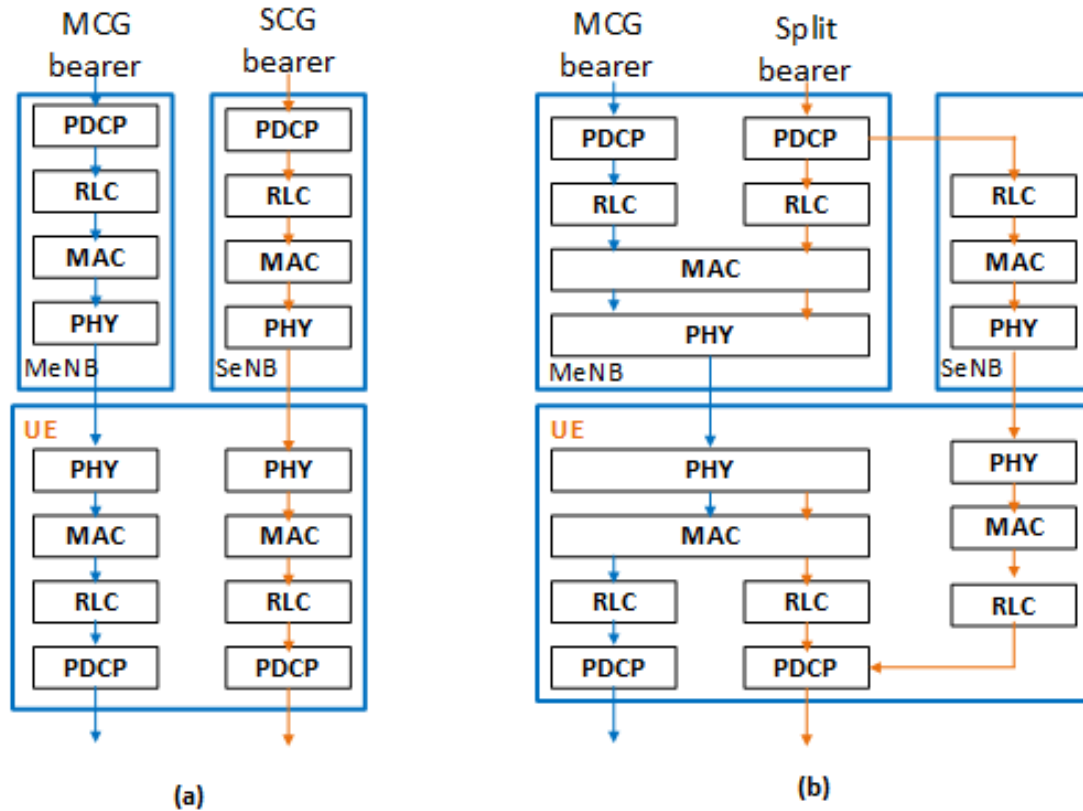 MCG
bearer
SCG
bearer
PDCP
RLC
MAC
PHY
MeNB
PDCP
RLC
MAC
PHY
SeNB
UE
PHY
MAC
RLC
PDCP
PHY
MAC
RLC
PDCP
(a)
MCG
bearer
Split
bearer
PDCP
PDCP
RLC
RLC
MAC
PHY
MeNB
RLC
MAC
PHY
SeNB
UE
PHY
MAC
RLC
RLC
PDCP
PDCP
PHY
MAC
RLC
(b)